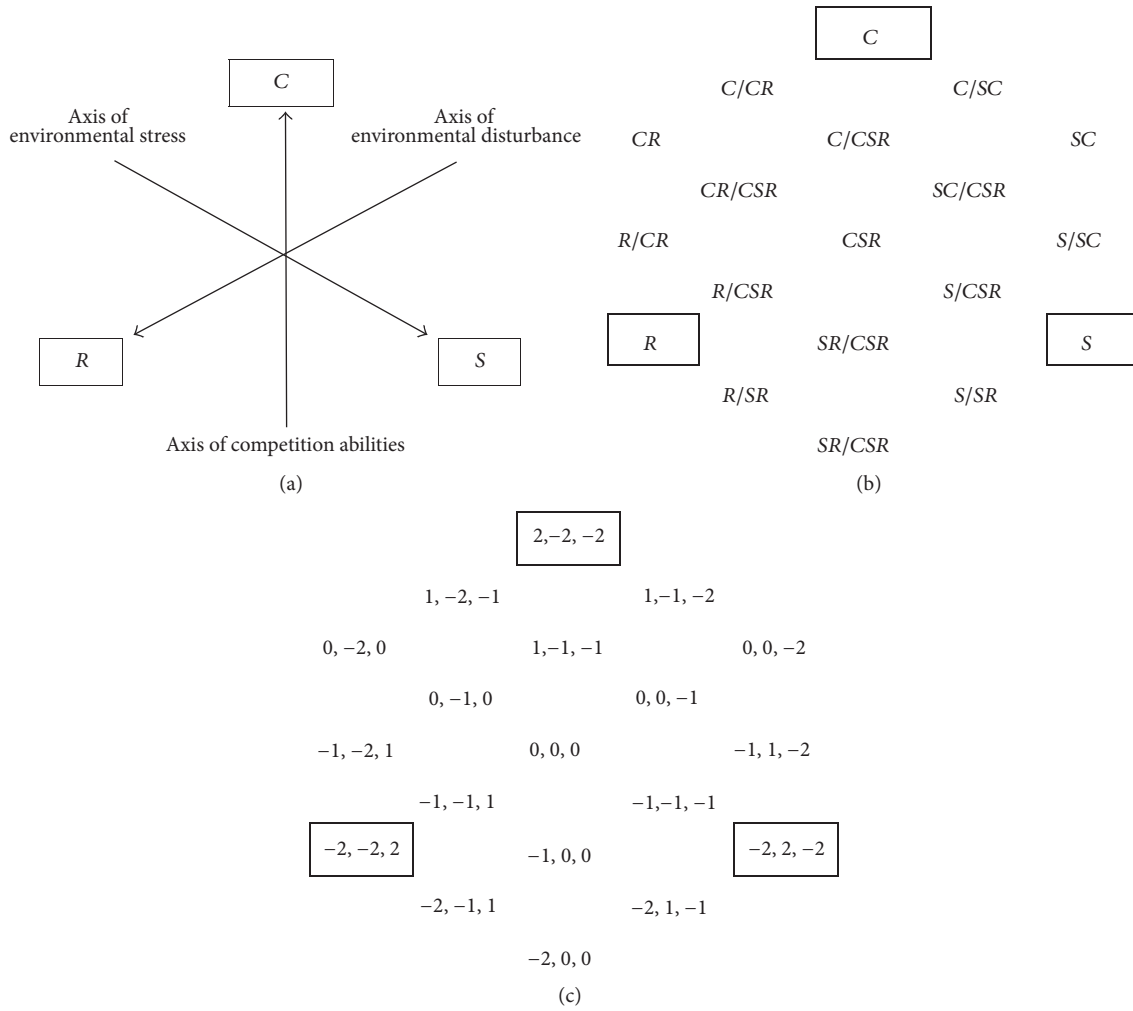 C
Axis of
environmental stress
Axis of
environmental disturbance
R
S
Axis of competition abilities
(a)
C
C/CR
C/SC
CR
C/CSR
SC
CR/CSR
SC/CSR
R/CR
CSR
S/SC
R/CSR
S/CSR
R
SR/CSR
S
R/SR
S/SR
SR/CSR
(b)
2,−2, −2
1, −2, −1
1,−1, −2
0, −2, 0
1,−1, −1
0, 0, −2
0, −1, 0
0, 0, −1
−1, −2, 1
0, 0, 0
−1, 1, −2
−1, −1, 1
−1,−1, −1
−2, −2, 2
−1, 0, 0
−2, 2, −2
−2, −1, 1
−2, 1, −1
−2, 0, 0
(c)